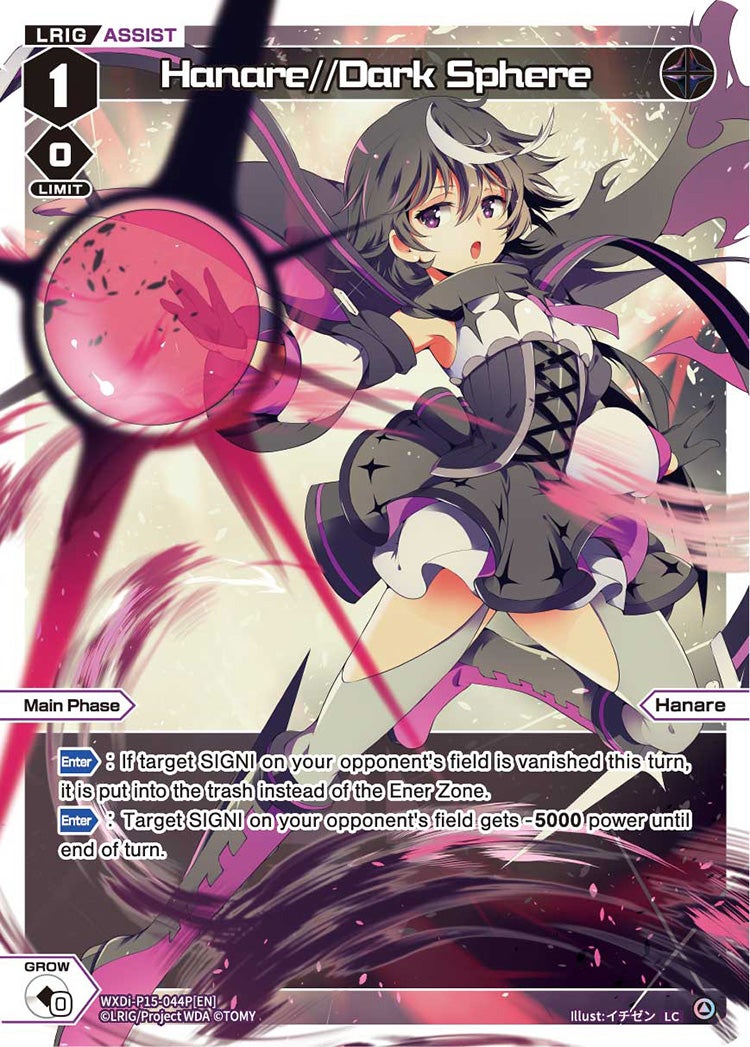 LRIG ASSIST
1
Hanare//Dark Sphere
0
LIMIT
Main Phase
Hanare
Enter : If target SIGNI on your opponent's field is vanished this turn,
it is put into the trash instead of the Ener Zone.
Enter : Target SIGNI on your opponent's field gets -5000 power until
end of turn.
GROW
0
WXDi-P15-044P[EN]
©LRIG/Project WDA ©TOMY
Illust:イチゼン LC